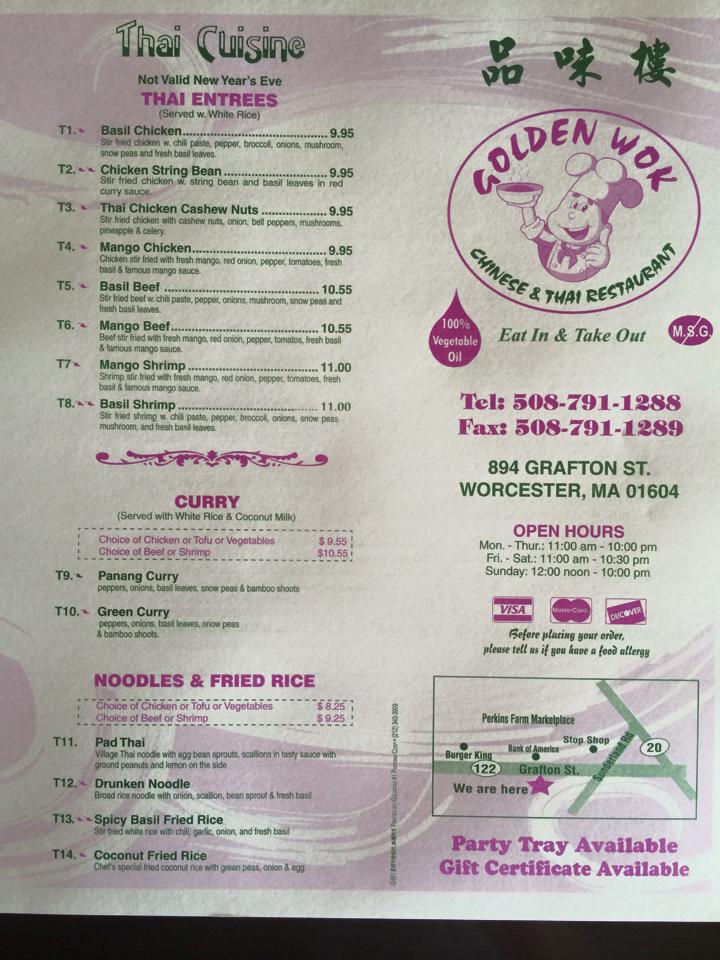 Thai Cuisine
Not Valid New Year's Eve
THAI ENTREES
(Served w. White Rice)
T1. Basil Chicken.................................... 9.95
Stir fried chicken w. chili paste, pepper, broccoli, onions, mushroom,
snow peas and fresh basil leaves.
T2. Chicken String Bean ......................... 9.95
Stir fried chicken w. string bean and basil leaves in red
curry sauce.
T3. Thai Chicken Cashew Nuts ................ 9.95
Stir fried chicken with cashew nuts, onion, bell peppers, mushrooms,
pineapple & celery.
T4. Mango Chicken.................................. 9.95
Chicken stir fried with fresh mango, red onion, pepper, tomatoes, fresh
basil & famous mango sauce.
T5. Basil Beef ........................................ 10.55
Stir fried beef w. chili paste, pepper, onions, mushroom, snow peas and
fresh basil leaves.
T6. Mango Beef...................................... 10.55
Beef stir fried with fresh mango, red onion, pepper, tomatos, fresh basil
& famous mango sauce.
T7 Mango Shrimp .................................. 11.00
Shrimp stir fried with fresh mango, red onion, pepper, tomatoes, fresh
basil & famous mango sauce.
T8. Basil Shrimp .................................... 11.00
Stir fried shrimp w. chili paste, pepper, broccoli, onions, snow peas
mushroom, and fresh basil leaves.
CURRY
(Served with White Rice & Coconut Milk)
Choice of Chicken or Tofu or Vegetables $ 9.55
Choice of Beef or Shrimp $10.55
T9. Panang Curry
peppers, onions, basil leaves, snow peas & bamboo shoots
T10. Green Curry
peppers, onions, basil leaves, snow peas
& bamboo shoots.
NOODLES & FRIED RICE
Choice of Chicken or Tofu or Vegetables $ 8.25
Choice of Beef or Shrimp $ 9.25
T11. Pad Thai
Village Thai noodle with egg bean sprouts, scallions in tasty sauce with
ground peanuts and lemon on the side
T12. Drunken Noodle
Broad rice noodle with onion, scallion, bean sprout & fresh basil
T13. Spicy Basil Fried Rice
Stir fried white rice with chili, garlic, onion, and fresh basil
T14. Coconut Fried Rice
Chef's special fried coconut rice with green peas, onion & egg
品味樓
GOLDEN WOK
CHINESE & THAI RESTAURANT
100%
Vegetable
Oil
Eat In & Take Out
M.S.G.
Tel: 508-791-1288
Fax: 508-791-1289
894 GRAFTON ST.
WORCESTER, MA 01604
OPEN HOURS
Mon. - Thur.: 11:00 am - 10:00 pm
Fri. - Sat.: 11:00 am - 10:30 pm
Sunday: 12:00 noon - 10:00 pm
VISA MasterCard DISCOVER
Before placing your order,
please tell us if you have a food allergy
Perkins Farm Marketplace
Stop Shop
Bank of America
Burger King
Sunderland Rd
20
122
Grafton St.
We are here
Party Tray Available
Gift Certificate Available